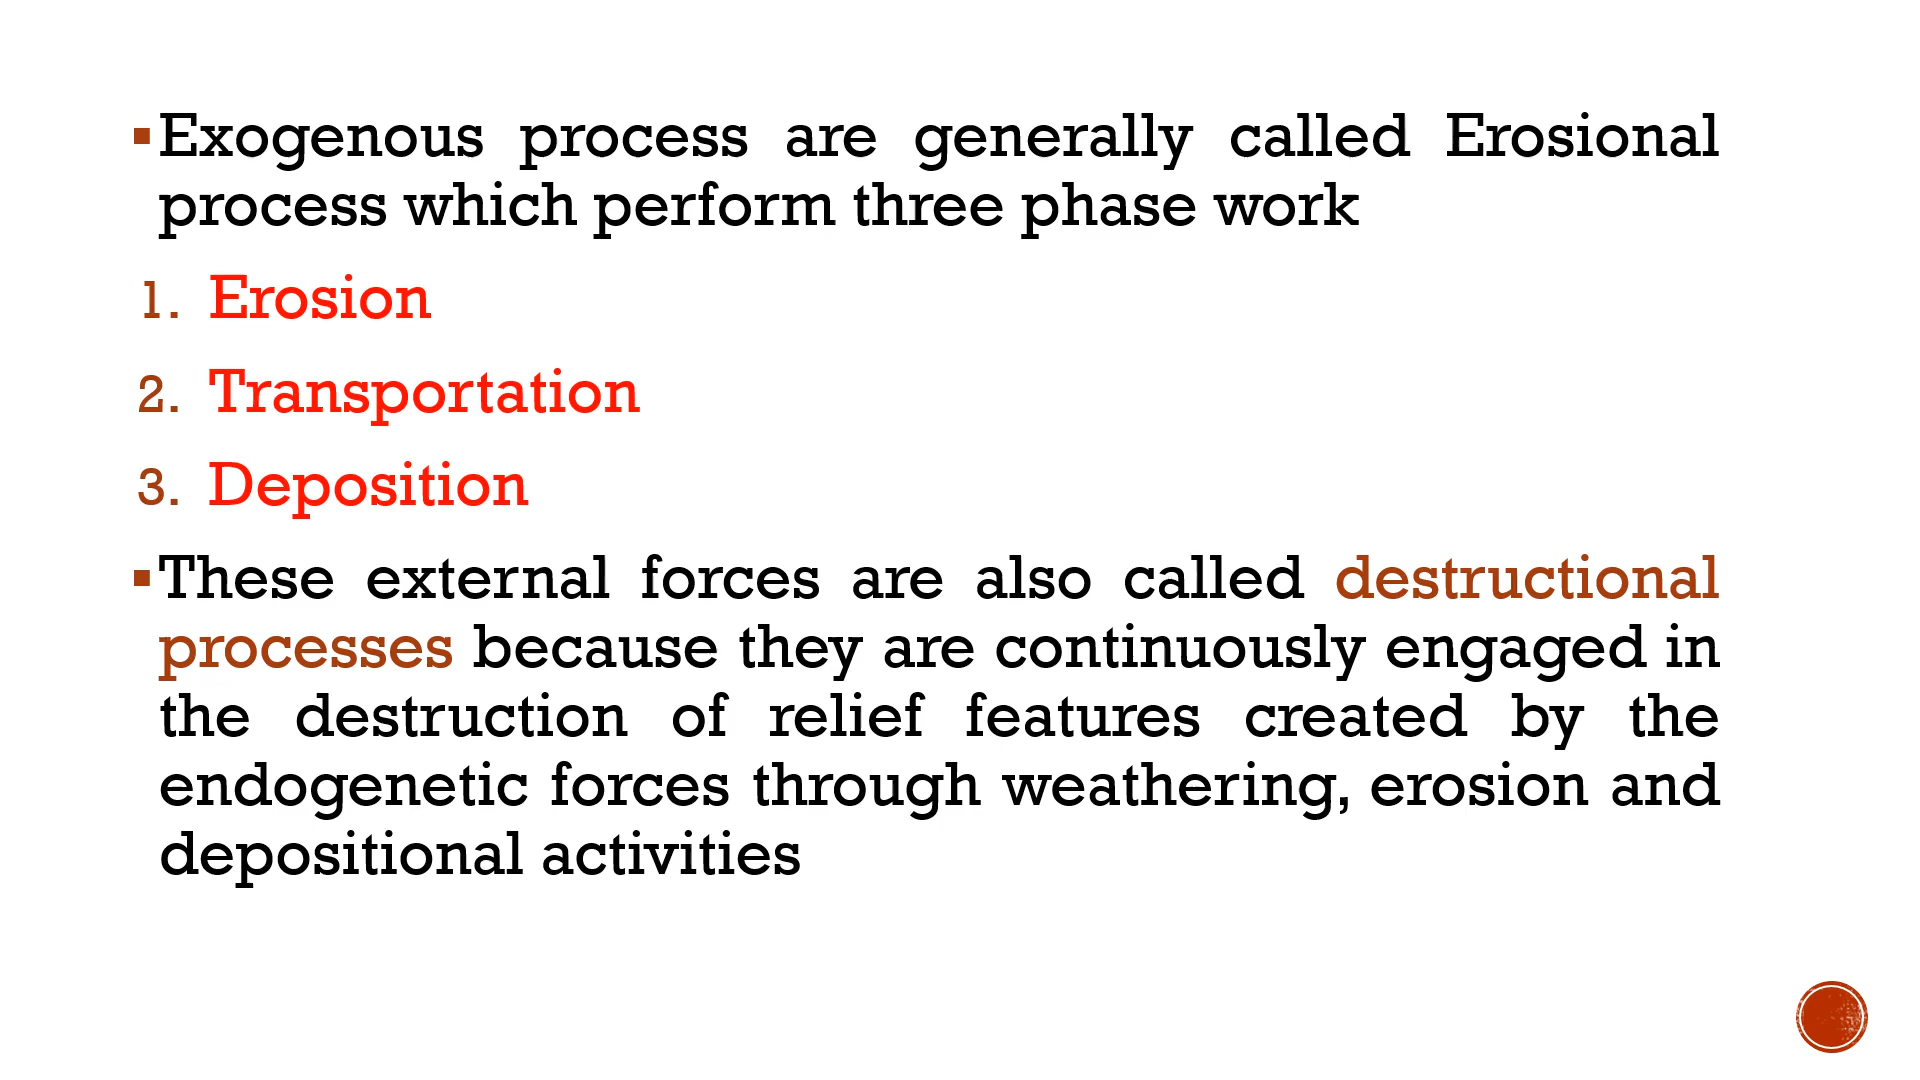 ▪Exogenous process are generally called Erosional
process which perform three phase work
1. Erosion
2. Transportation
3. Deposition
▪These external forces are also called destructional
processes because they are continuously engaged in
the destruction of relief features created by the
endogenetic forces through weathering, erosion and
depositional activities